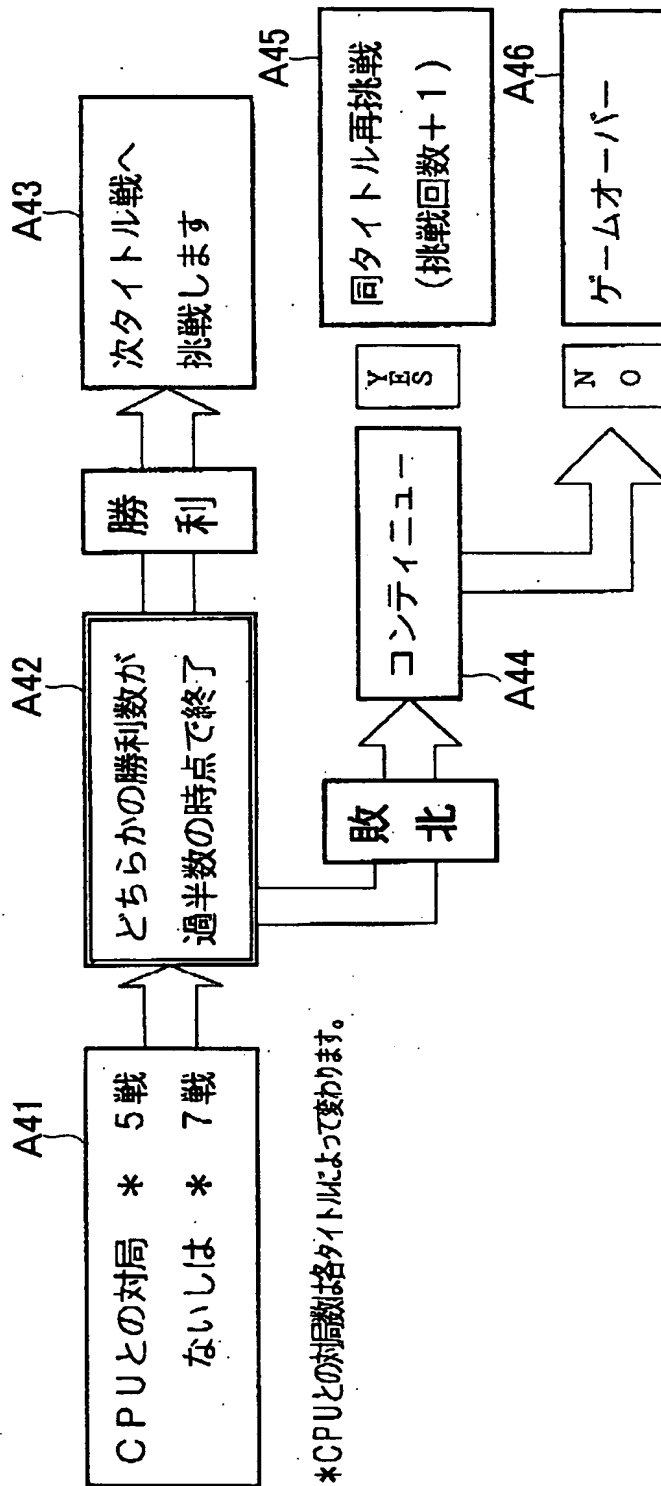 A41
CPUとの対局 * 5戦
ないしは * 7戦
A42
どちらかの勝利数が
過半数の時点で終了
勝利
A43
次タイトル戦へ
挑戦します
敗北
コンティニュー
A44
YES
A45
同タイトル再挑戦
(挑戦回数+1)
NO
A46
ゲームオーバー
*CPUとの対局数は各タイトルによって変わります。